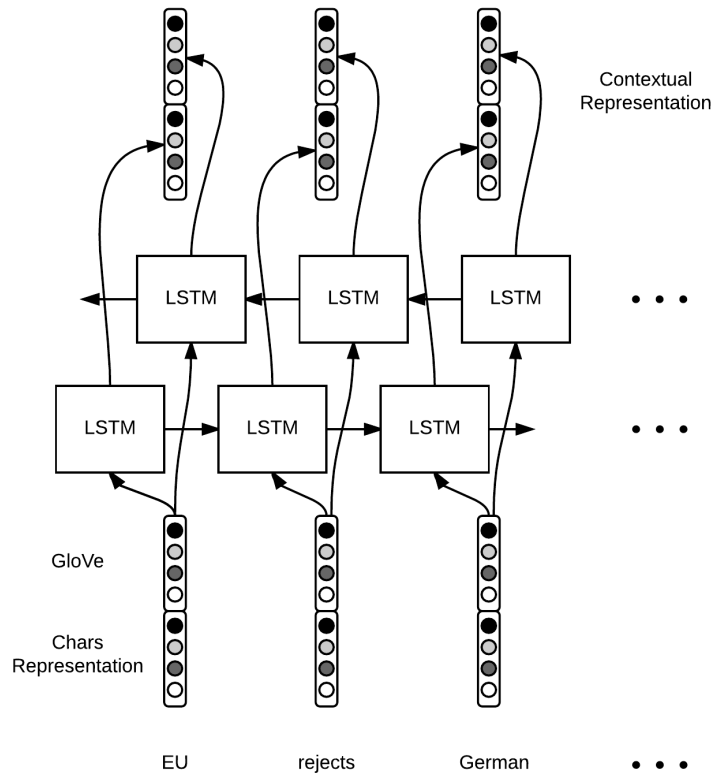 Contextual
Representation
LSTM LSTM LSTM • • •
LSTM LSTM LSTM • • •
GloVe
Chars
Representation
EU rejects German • • •